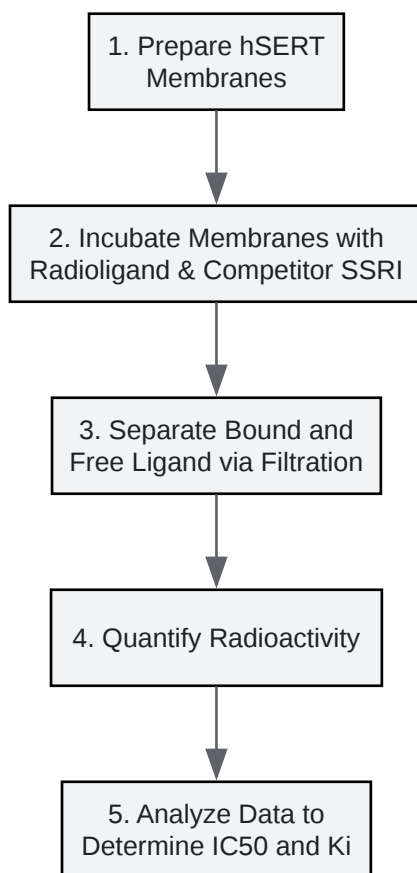 1. Prepare hSERT
Membranes
2. Incubate Membranes with
Radioligand & Competitor SSRI
3. Separate Bound and
Free Ligand via Filtration
4. Quantify Radioactivity
5. Analyze Data to
Determine IC50 and Ki